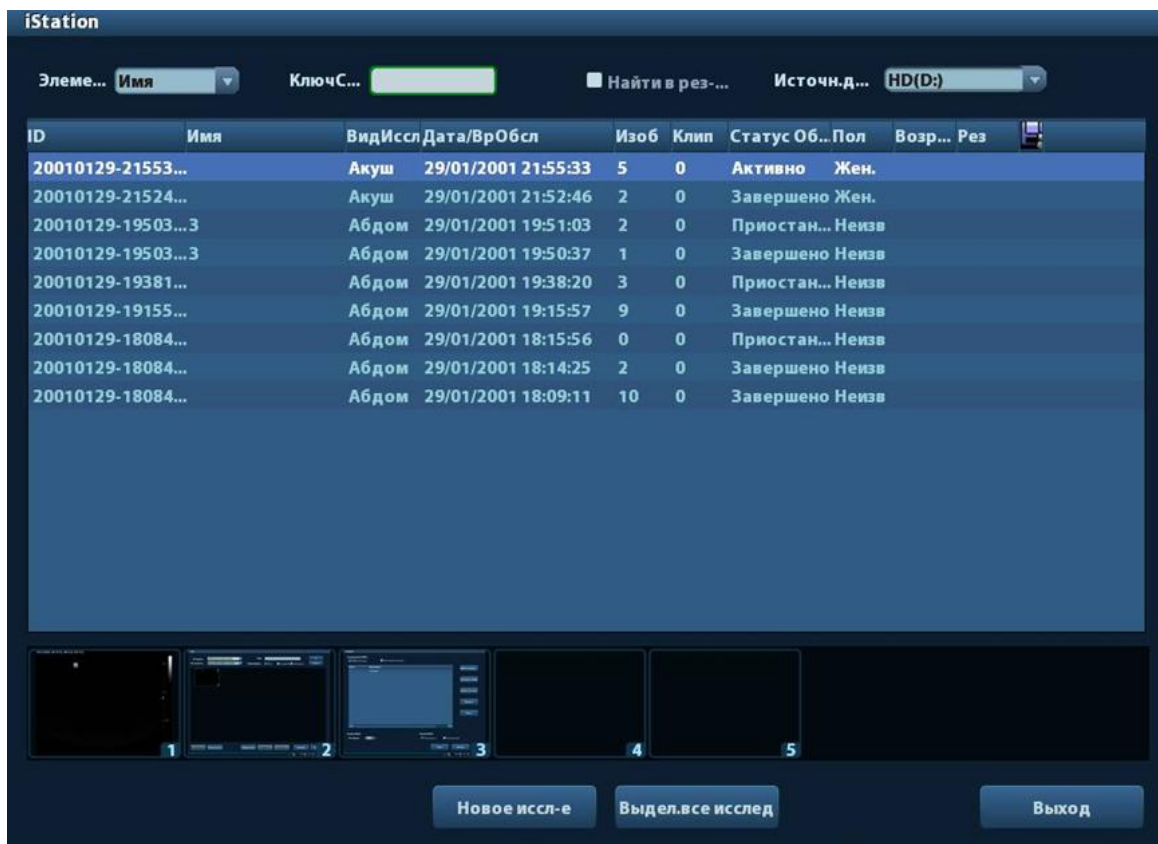 iStation
Элеме... Имя КлючС... Найти в рез-... Источн.д... HD(D:)
ID Имя ВидИссл Дата/ВрОбсл Изоб Клип Статус Об... Пол Возр... Рез
20010129-21553... Акуш 29/01/2001 21:55:33 5 0 Активно Жен.
20010129-21524... Акуш 29/01/2001 21:52:46 2 0 Завершено Жен.
20010129-19503... 3 Абдом 29/01/2001 19:51:03 2 0 Приостан... Неизв
20010129-19503... 3 Абдом 29/01/2001 19:50:37 1 0 Завершено Неизв
20010129-19381... Абдом 29/01/2001 19:38:20 3 0 Приостан... Неизв
20010129-19155... Абдом 29/01/2001 19:15:57 9 0 Завершено Неизв
20010129-18084... Абдом 29/01/2001 18:15:56 0 0 Приостан... Неизв
20010129-18084... Абдом 29/01/2001 18:14:25 2 0 Завершено Неизв
20010129-18084... Абдом 29/01/2001 18:09:11 10 0 Завершено Неизв
1 2 3 4 5
Новое иссл-е Выдел.все исслед Выход